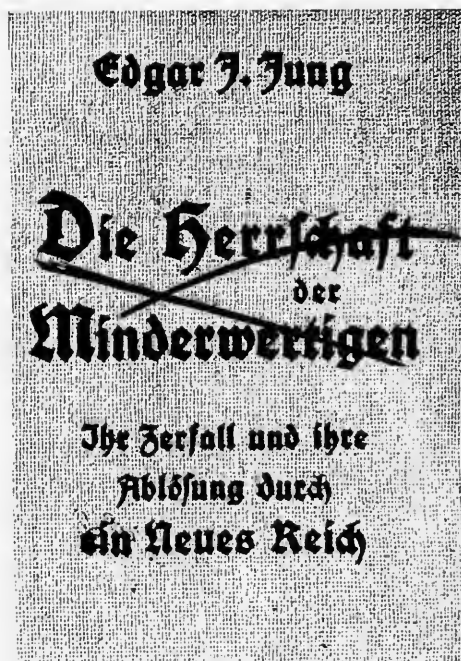 Edgar J. Jung
Die Herrschaft
der
Minderwertigen
Ihr Zerfall und ihre
Ablösung durch
ein Neues Reich